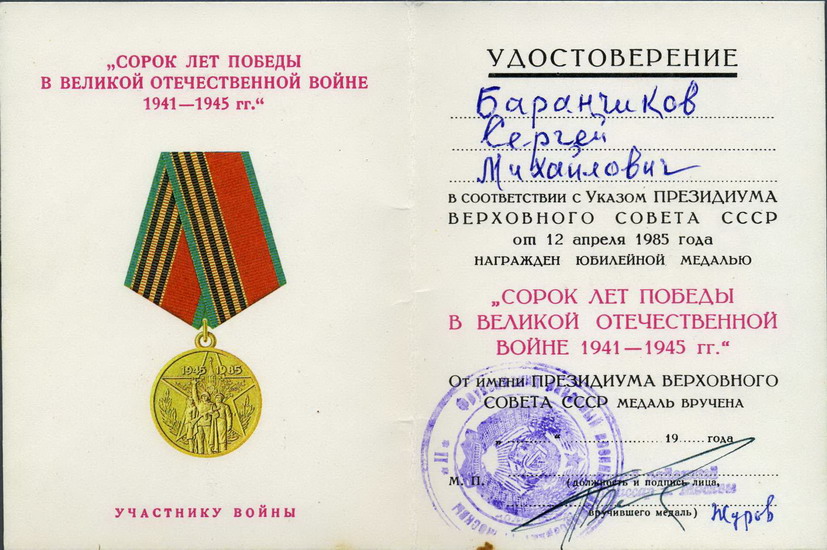 „СОРОК ЛЕТ ПОБЕДЫ
В ВЕЛИКОЙ ОТЕЧЕСТВЕННОЙ ВОЙНЕ
1941—1945 гг.“
1945 1985
УЧАСТНИКУ ВОЙНЫ
УДОСТОВЕРЕНИЕ
Баранчиков
Сергей
Михайлович
В СООТВЕТСТВИИ С УКАЗОМ ПРЕЗИДИУМА
ВЕРХОВНОГО СОВЕТА СССР
от 12 апреля 1985 года
НАГРАЖДЕН ЮБИЛЕЙНОЙ МЕДАЛЬЮ
„СОРОК ЛЕТ ПОБЕДЫ
В ВЕЛИКОЙ ОТЕЧЕСТВЕННОЙ
ВОЙНЕ 1941—1945 гг.“
ОТ ИМЕНИ ПРЕЗИДИУМА ВЕРХОВНОГО
СОВЕТА СССР МЕДАЛЬ ВРУЧЕНА
„ “ 19 года
М. П. (должность и подпись лица,
вручившего медаль) Журов